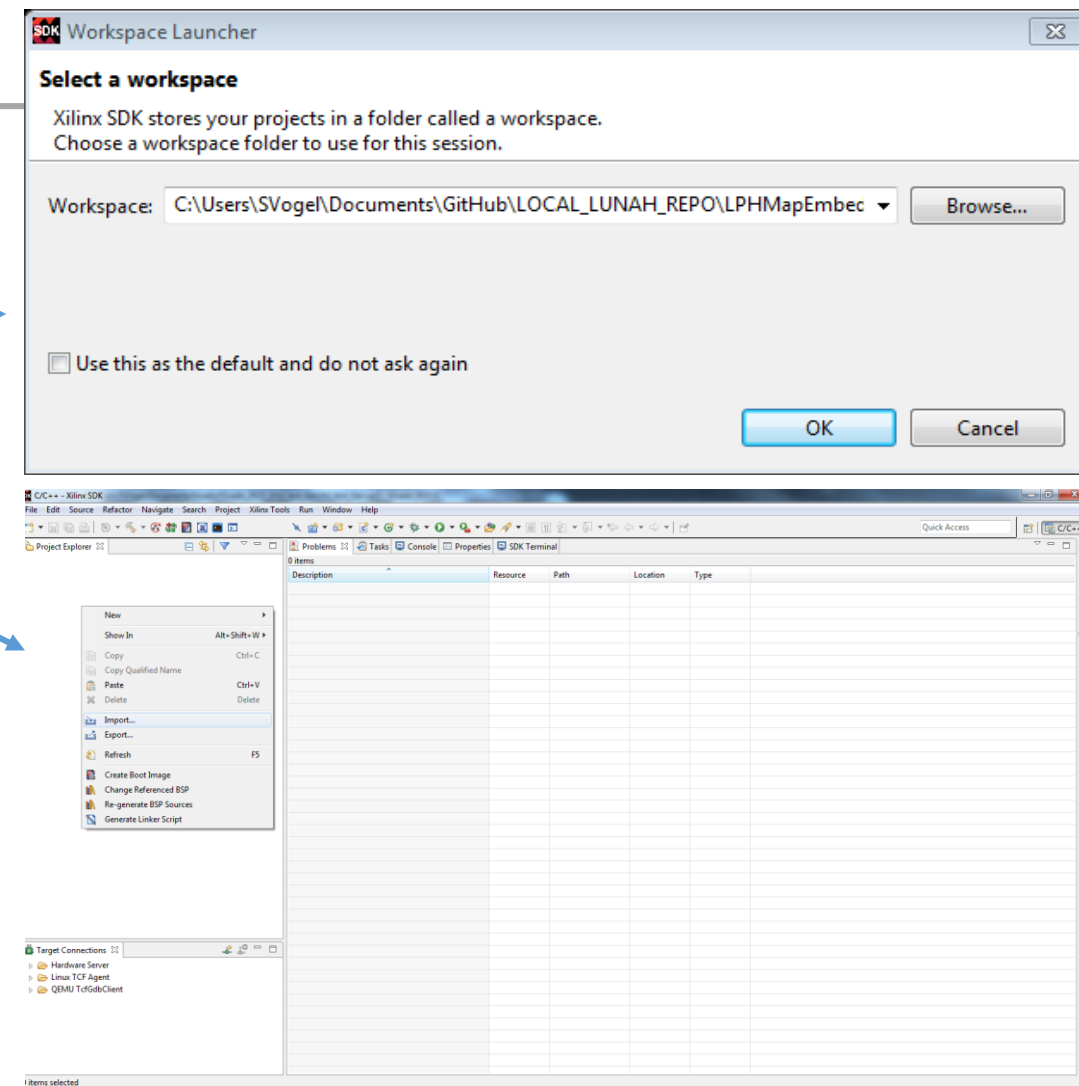 SDK Workspace Launcher
Select a workspace
Xilinx SDK stores your projects in a folder called a workspace.
Choose a workspace folder to use for this session.
Workspace: C:\Users\SVogel\Documents\GitHub\LOCAL_LUNAH_REPO\LPHMapEmbec Browse...
Use this as the default and do not ask again
OK Cancel
C/C++ - Xilinx SDK
File Edit Source Refactor Navigate Search Project Xilinx Tools Run Window Help
Quick Access C/C++
Project Explorer Problems Tasks Console Properties SDK Terminal
0 items
Description Resource Path Location Type
New
Show In Alt+Shift+W
Copy Ctrl+C
Copy Qualified Name
Paste Ctrl+V
Delete Delete
Import...
Export...
Refresh F5
Create Boot Image
Change Referenced BSP
Re-generate BSP Sources
Generate Linker Script
Target Connections
Hardware Server
Linux TCF Agent
QEMU TcfGdbClient
items selected